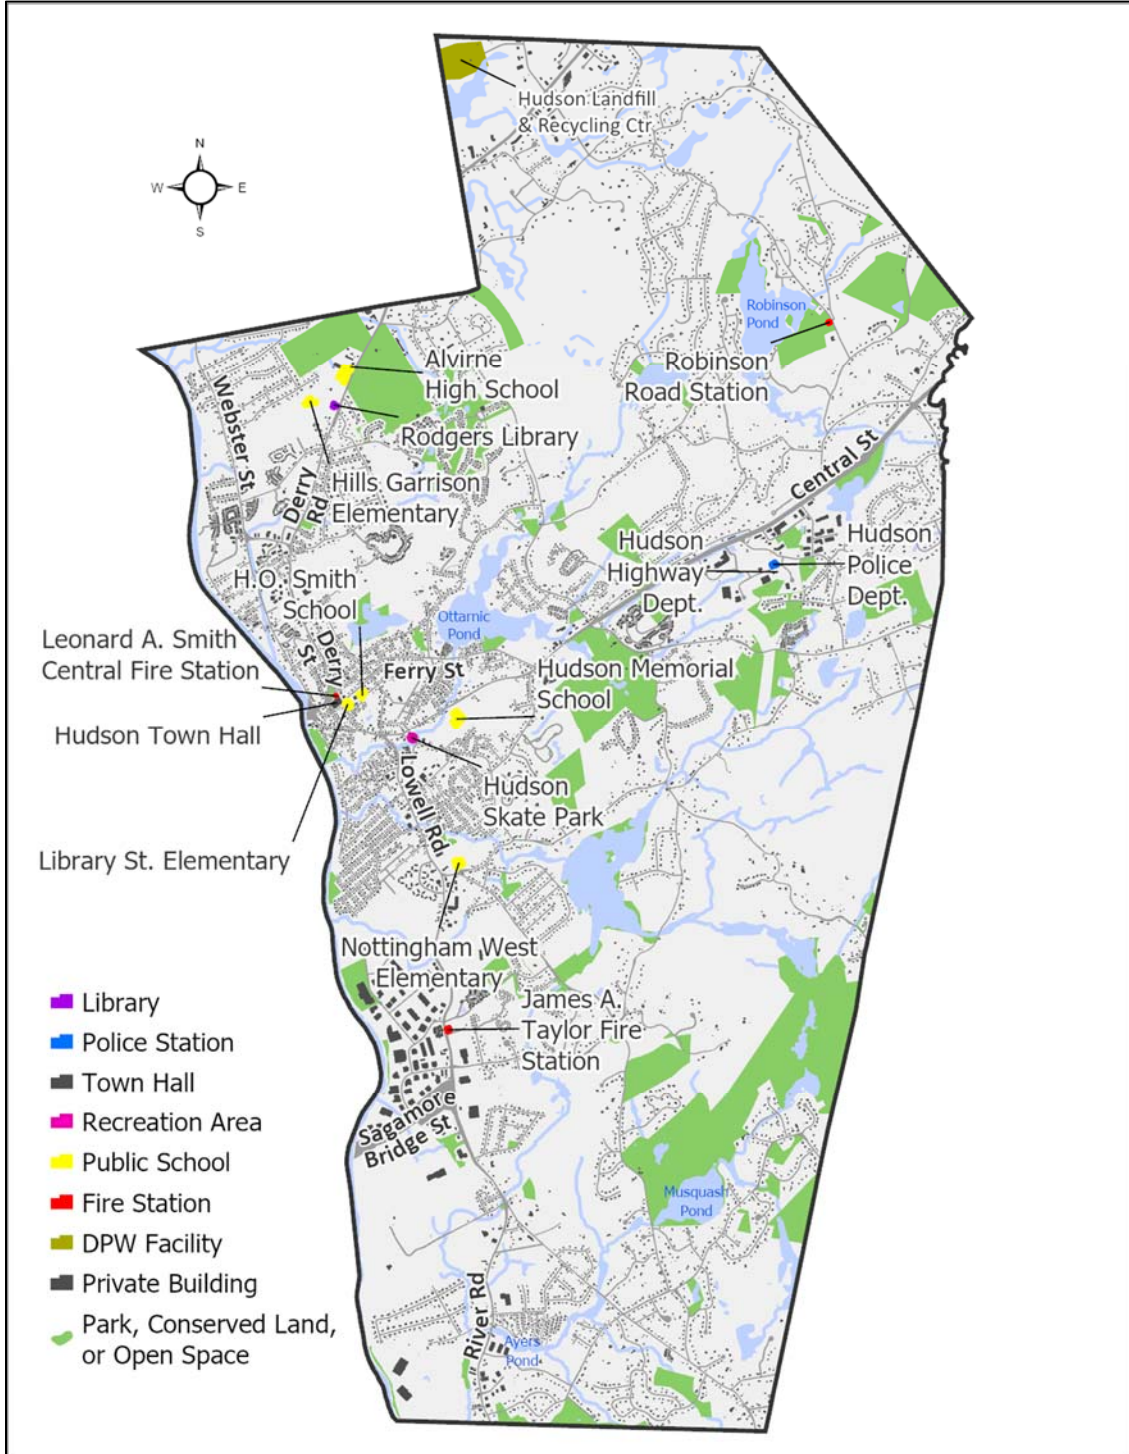 Hudson Landfill
& Recycling Ctr
N
W
E
S
Robinson
Pond
Robinson
Road Station
Alvirne
High School
Webster St
Rodgers Library
Derry
Rd
Hills Garrison
Elementary
Central St
Hudson
Highway
Dept.
Hudson
Police
Dept.
H.O. Smith
School
Ottarnic
Pond
Leonard A. Smith
Central Fire Station
Derry
St
Ferry St
Hudson Memorial
School
Hudson Town Hall
Lowell Rd
Hudson
Skate Park
Library St. Elementary
Nottingham West
Elementary
James A.
Taylor Fire
Station
Sagamore
Bridge St
Musquash
Pond
River Rd
Ayers
Pond
Library
Police Station
Town Hall
Recreation Area
Public School
Fire Station
DPW Facility
Private Building
Park, Conserved Land,
or Open Space